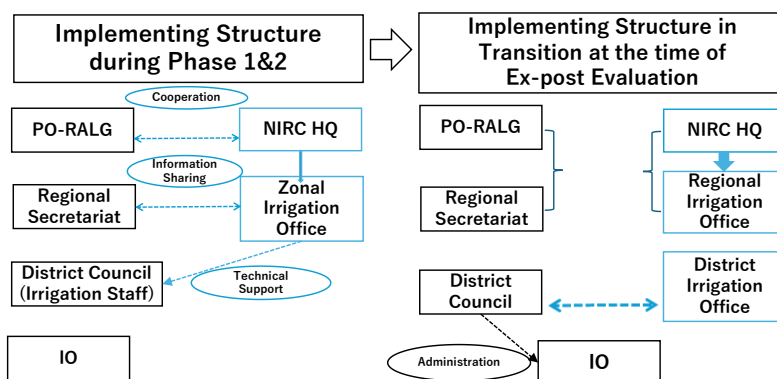 Implementing Structure
during Phase 1&2
Implementing Structure in
Transition at the time of
Ex-post Evaluation
Cooperation
PO-RALG
NIRC HQ
Information
Sharing
Regional
Secretariat
Zonal
Irrigation
Office
District Council
(Irrigation Staff)
Technical
Support
IO
PO-RALG
NIRC HQ
Regional
Secretariat
Regional
Irrigation
Office
District
Council
District
Irrigation
Office
Administration
IO